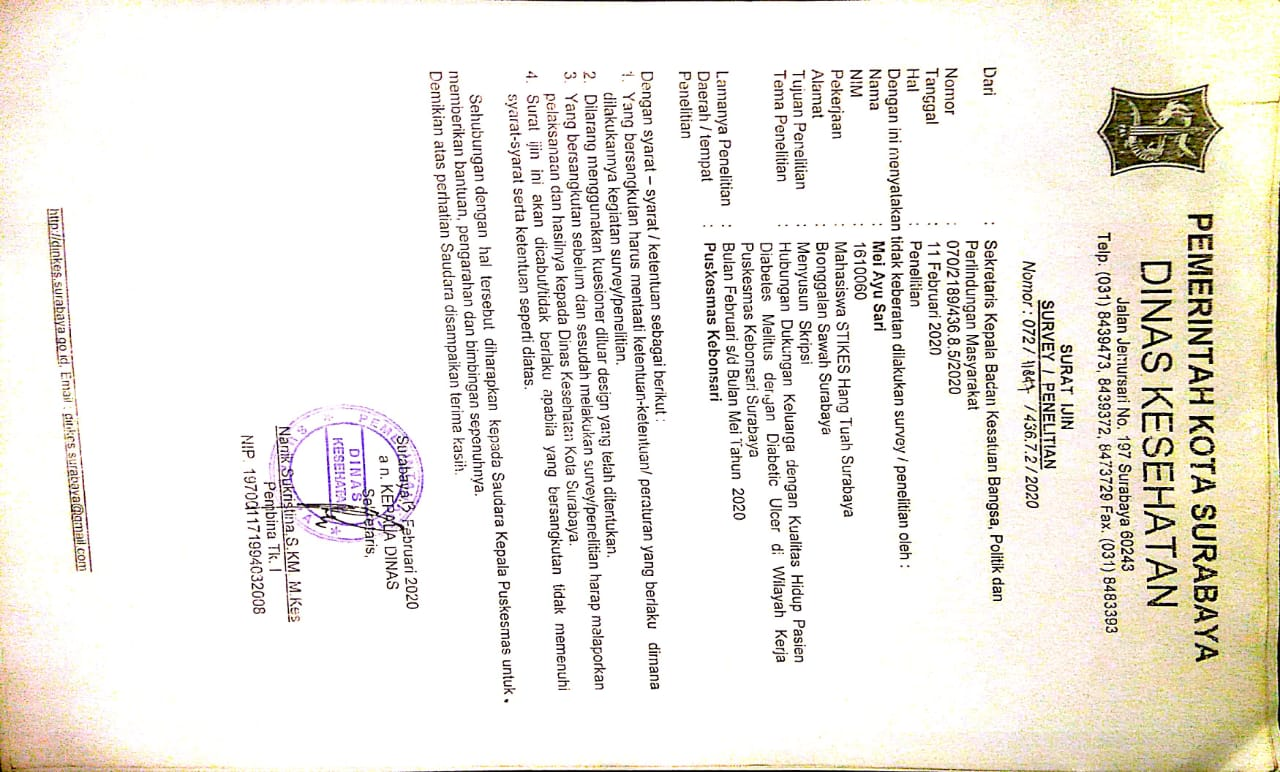 PEMERINTAH KOTA SURABAYA
DINAS KESEHATAN
Jalan Jemursari No. 197 Surabaya 60243
Telp. (031) 8439473, 8439372, 8473729 Fax. (031) 8483393
SURAT IJIN
SURVEY / PENELITIAN
Nomor : 072 / / 436.7.2 / 2020
Dari : Sekretaris Kepala Badan Kesatuan Bangsa, Politik dan
Perlindungan Masyarakat
Nomor : 070/2189/436.8.5/2020
Tanggal : 11 Februari 2020
Hal : Penelitian
Dengan ini menyatakan tidak keberatan dilakukan survey / penelitian oleh :
Nama : Mei Ayu Sari
NIM : 1610060
Pekerjaan : Mahasiswa STIKES Hang Tuah Surabaya
Alamat : Bronggalan Sawah Surabaya
Tujuan Penelitian : Menyusun Skripsi
Tema Penelitian : Hubungan Dukungan Keluarga dengan Kualitas Hidup Pasien
Diabetes Melitus dengan Diabetic Ulcer di Wilayah Kerja
Puskesmas Kebonsari Surabaya
Lamanya Penelitian : Bulan Februari s/d Bulan Mei Tahun 2020
Daerah / tempat : Puskesmas Kebonsari
Penelitian
Dengan syarat – syarat / ketentuan sebagai berikut :
1. Yang bersangkutan harus mentaati ketentuan-ketentuan/ peraturan yang berlaku dimana
dilakukannya kegiatan survey/penelitian.
2. Dilarang menggunakan kuesioner diluar design yang telah ditentukan.
3. Yang bersangkutan sebelum dan sesudah melakukan survey/penelitian harap melaporkan
pelaksanaan dan hasilnya kepada Dinas Kesehatan Kota Surabaya.
4. Surat ijin ini akan dicabut/tidak berlaku apabila yang bersangkutan tidak memenuhi
syarat-syarat serta ketentuan seperti diatas.
Sehubungan dengan hal tersebut diharapkan kepada Saudara Kepala Puskesmas untuk
memberikan bantuan, pengarahan dan bimbingan sepenuhnya.
Demikian atas perhatian Saudara disampaikan terima kasih.
Surabaya, Februari 2020
a.n. KEPALA DINAS
Sekretaris,
DINAS
KESEHATAN
Nanik Sukristina,S.KM, M.Kes
Pembina Tk. I
NIP. 197001171994032008
http://dinkes.surabaya.go.id, Email : dinkes.surabaya@gmail.com